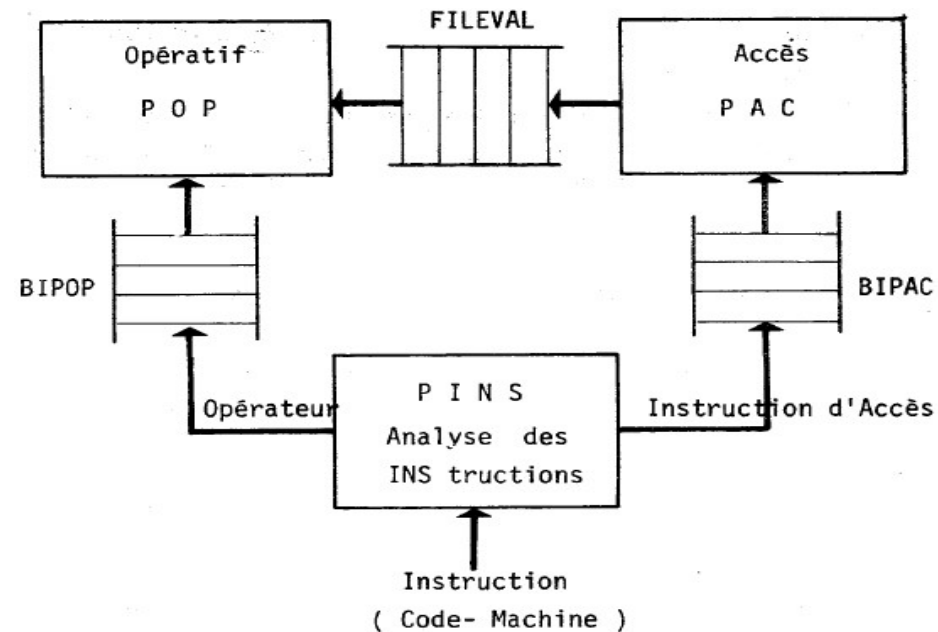 FILEVAL
Opératif
P O P
Accès
P A C
BIPOP
BIPAC
Opérateur
P I N S
Analyse des
INS tructions
Instruction d'Accès
Instruction
( Code- Machine )